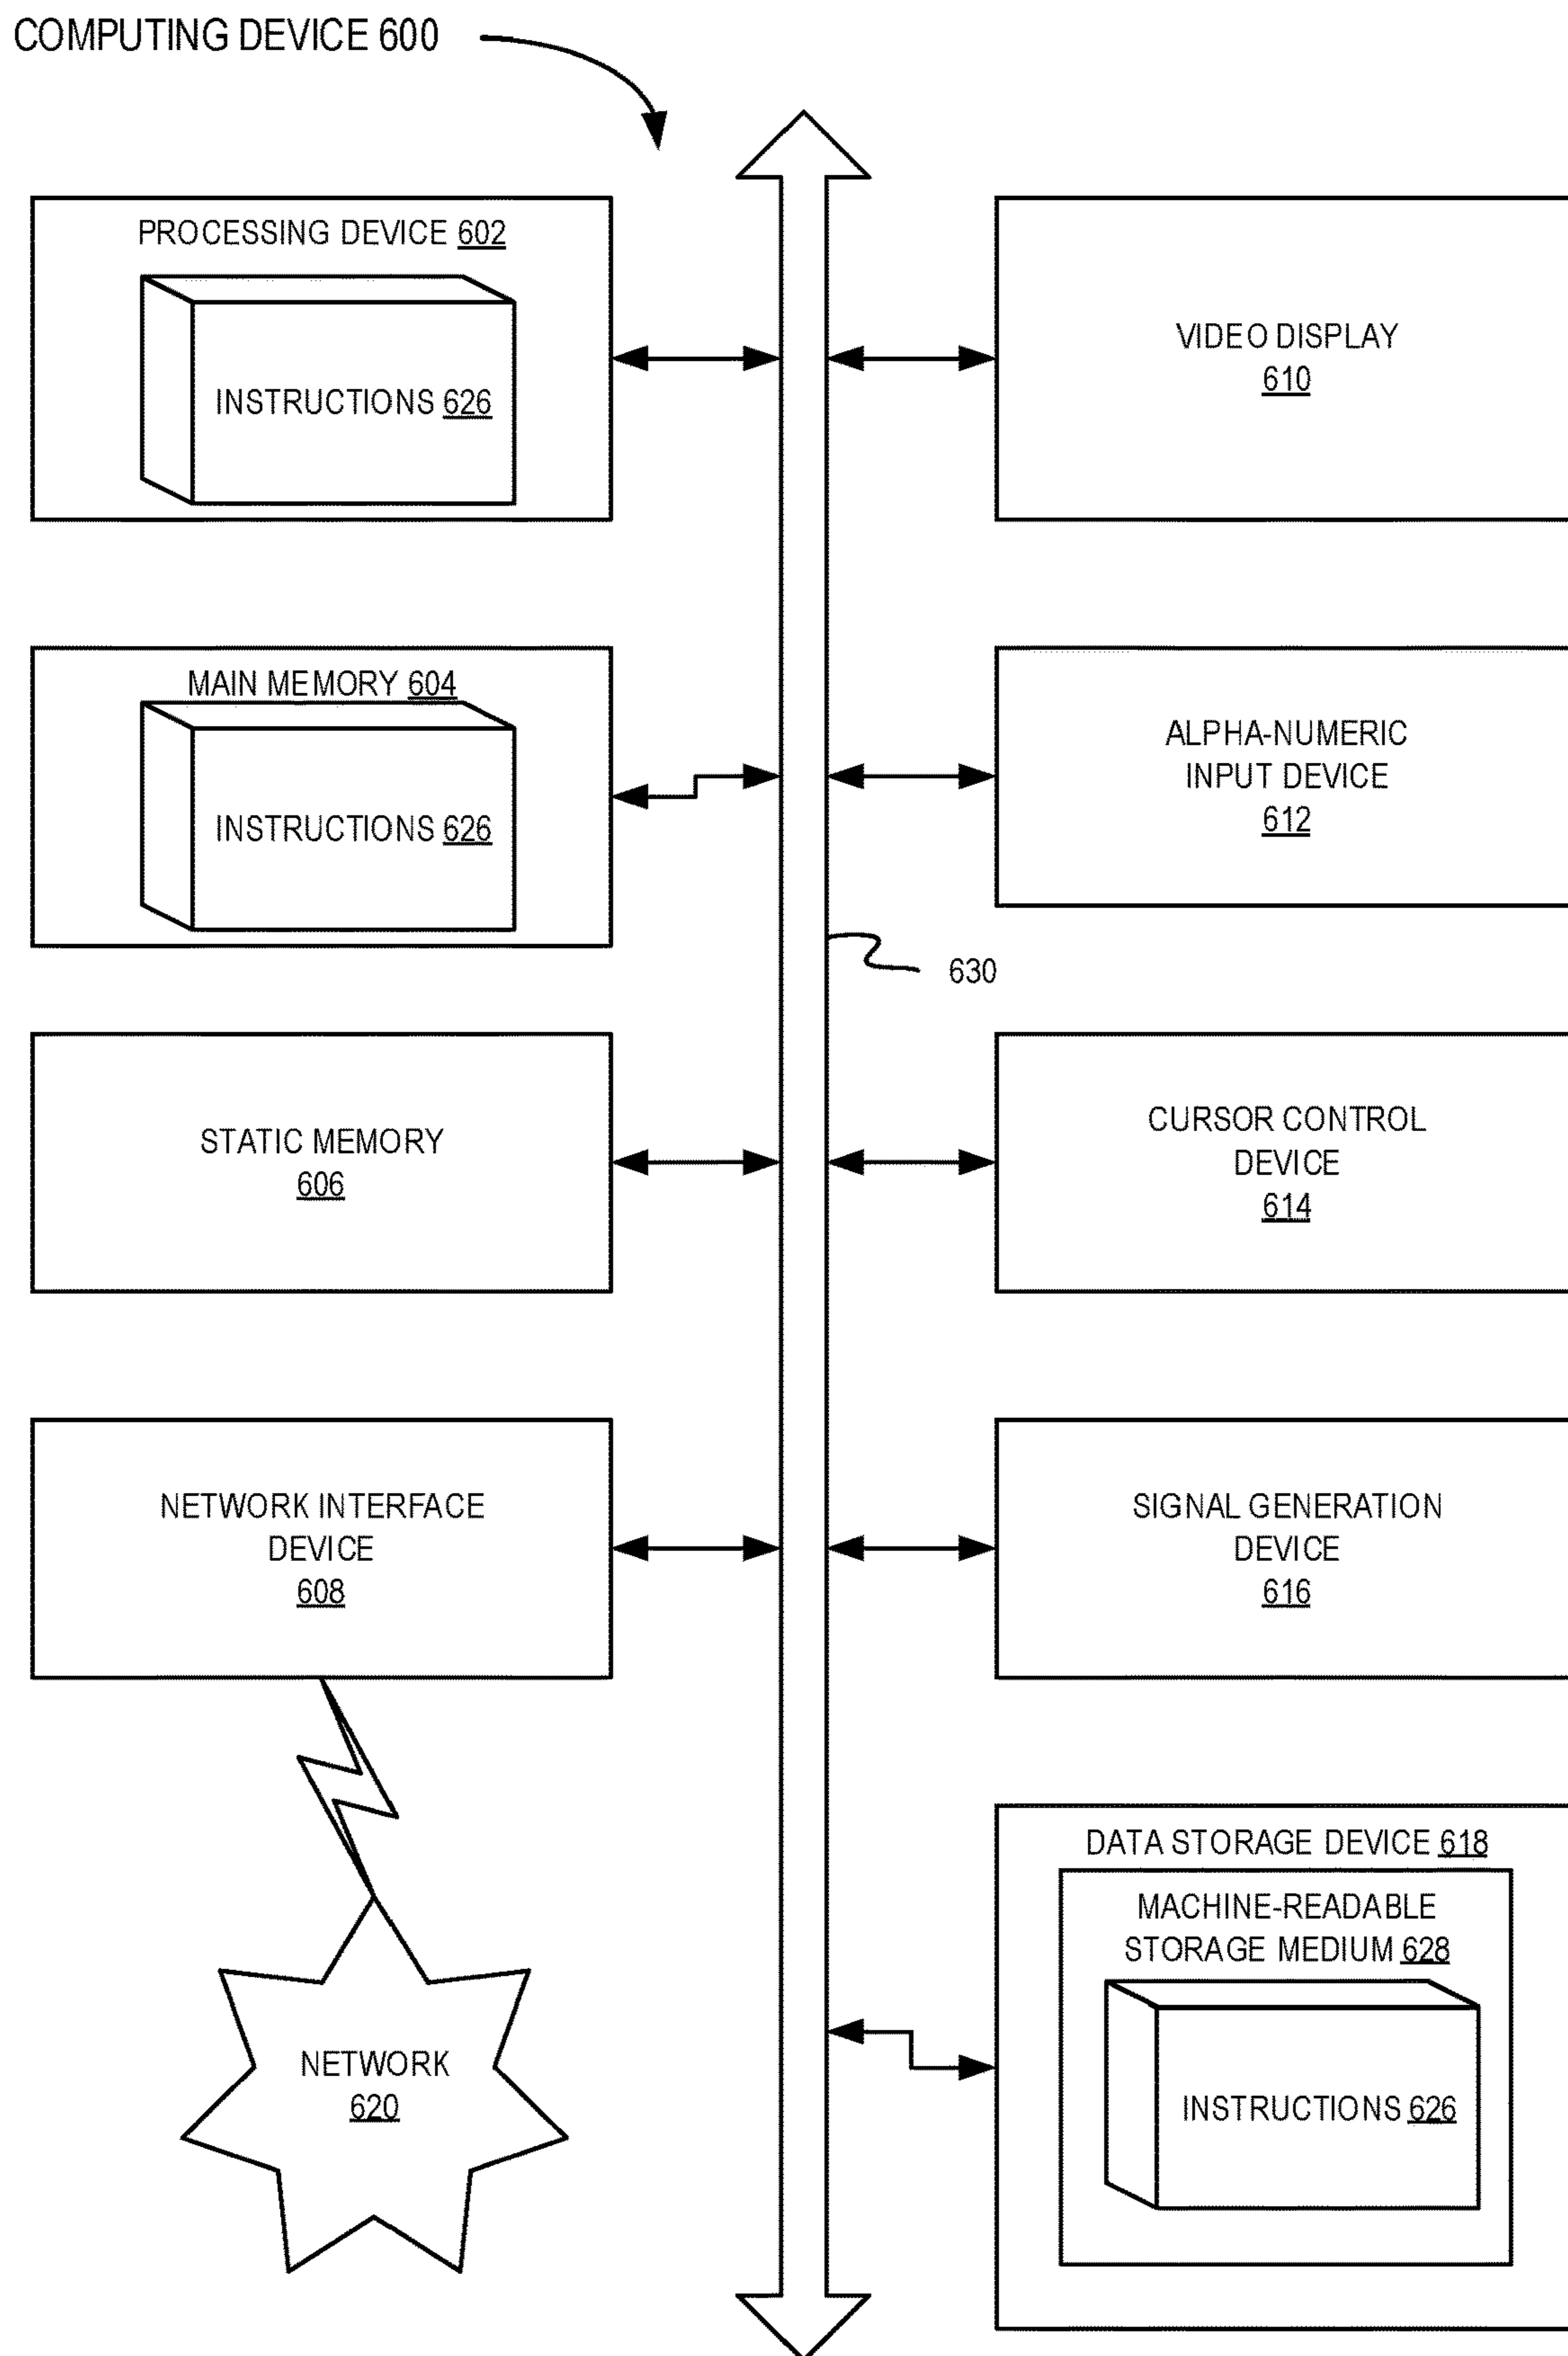 COMPUTING DEVICE 600
PROCESSING DEVICE 602
INSTRUCTIONS 626
VIDEO DISPLAY
610
MAIN MEMORY 604
INSTRUCTIONS 626
ALPHA-NUMERIC
INPUT DEVICE
612
630
STATIC MEMORY
606
CURSOR CONTROL
DEVICE
614
NETWORK INTERFACE
DEVICE
608
SIGNAL GENERATION
DEVICE
616
DATA STORAGE DEVICE 618
MACHINE-READABLE
STORAGE MEDIUM 628
INSTRUCTIONS 626
NETWORK
620